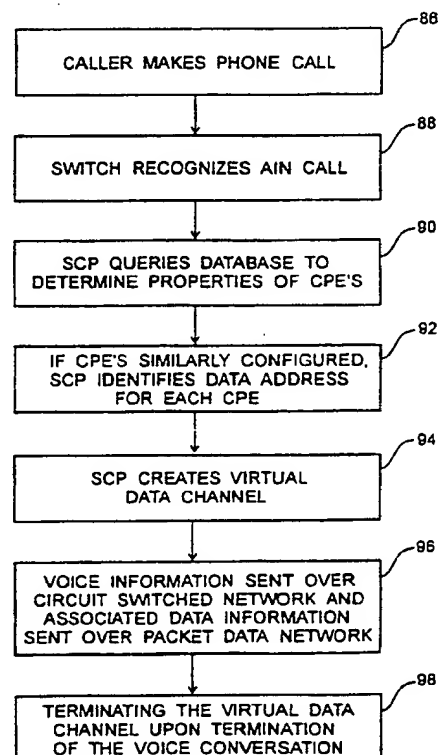 86
CALLER MAKES PHONE CALL
88
SWITCH RECOGNIZES AIN CALL
90
SCP QUERIES DATABASE TO
DETERMINE PROPERTIES OF CPE'S
92
IF CPE'S SIMILARLY CONFIGURED,
SCP IDENTIFIES DATA ADDRESS
FOR EACH CPE
94
SCP CREATES VIRTUAL
DATA CHANNEL
96
VOICE INFORMATION SENT OVER
CIRCUIT SWITCHED NETWORK AND
ASSOCIATED DATA INFORMATION
SENT OVER PACKET DATA NETWORK
98
TERMINATING THE VIRTUAL DATA
CHANNEL UPON TERMINATION
OF THE VOICE CONVERSATION